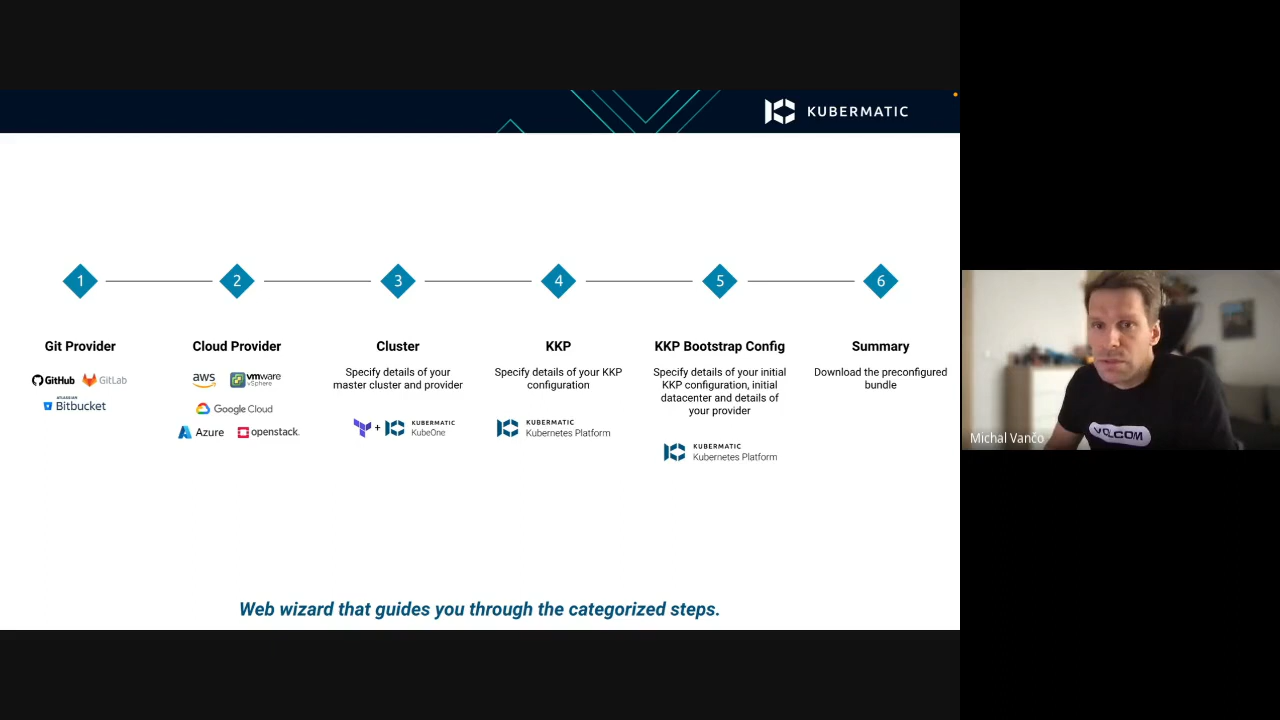 KUBERMATIC
1
2
3
4
5
6
Git Provider
GitHub GitLab
ATLASSIAN
Bitbucket
Cloud Provider
aws vmware
vSphere
Google Cloud
Azure openstack.
Cluster
Specify details of your
master cluster and provider
+ KUBERMATIC
KubeOne
KKP
Specify details of your KKP
configuration
KUBERMATIC
Kubernetes Platform
KKP Bootstrap Config
Specify details of your initial
KKP configuration, initial
datacenter and details of
your provider
KUBERMATIC
Kubernetes Platform
Summary
Download the preconfigured
bundle
Web wizard that guides you through the categorized steps.
VOLCOM
Michal Vančo